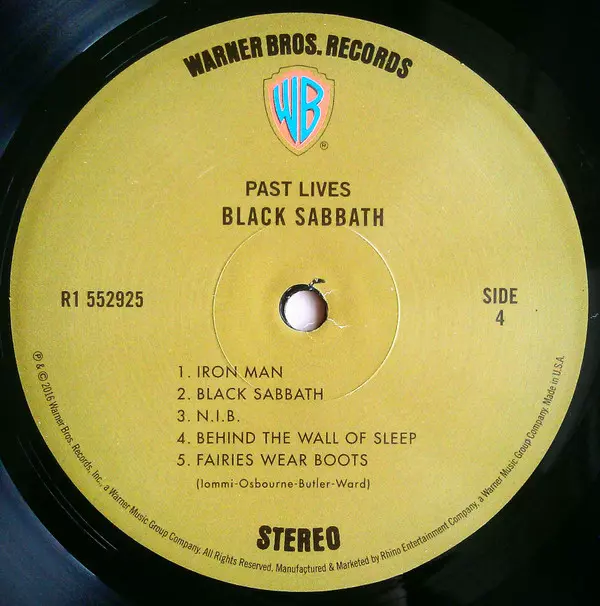 WARNER BROS. RECORDS
WB
®
PAST LIVES
BLACK SABBATH
R1 552925
SIDE
4
1. IRON MAN
2. BLACK SABBATH
3. N.I.B.
4. BEHIND THE WALL OF SLEEP
5. FAIRIES WEAR BOOTS
(Iommi-Osbourne-Butler-Ward)
STEREO
℗ & © 2016 Warner Bros. Records, Inc., a Warner Music Group Company. All Rights Reserved. Manufactured & Marketed by Rhino Entertainment Company, a Warner Music Group Company. Made in U.S.A.